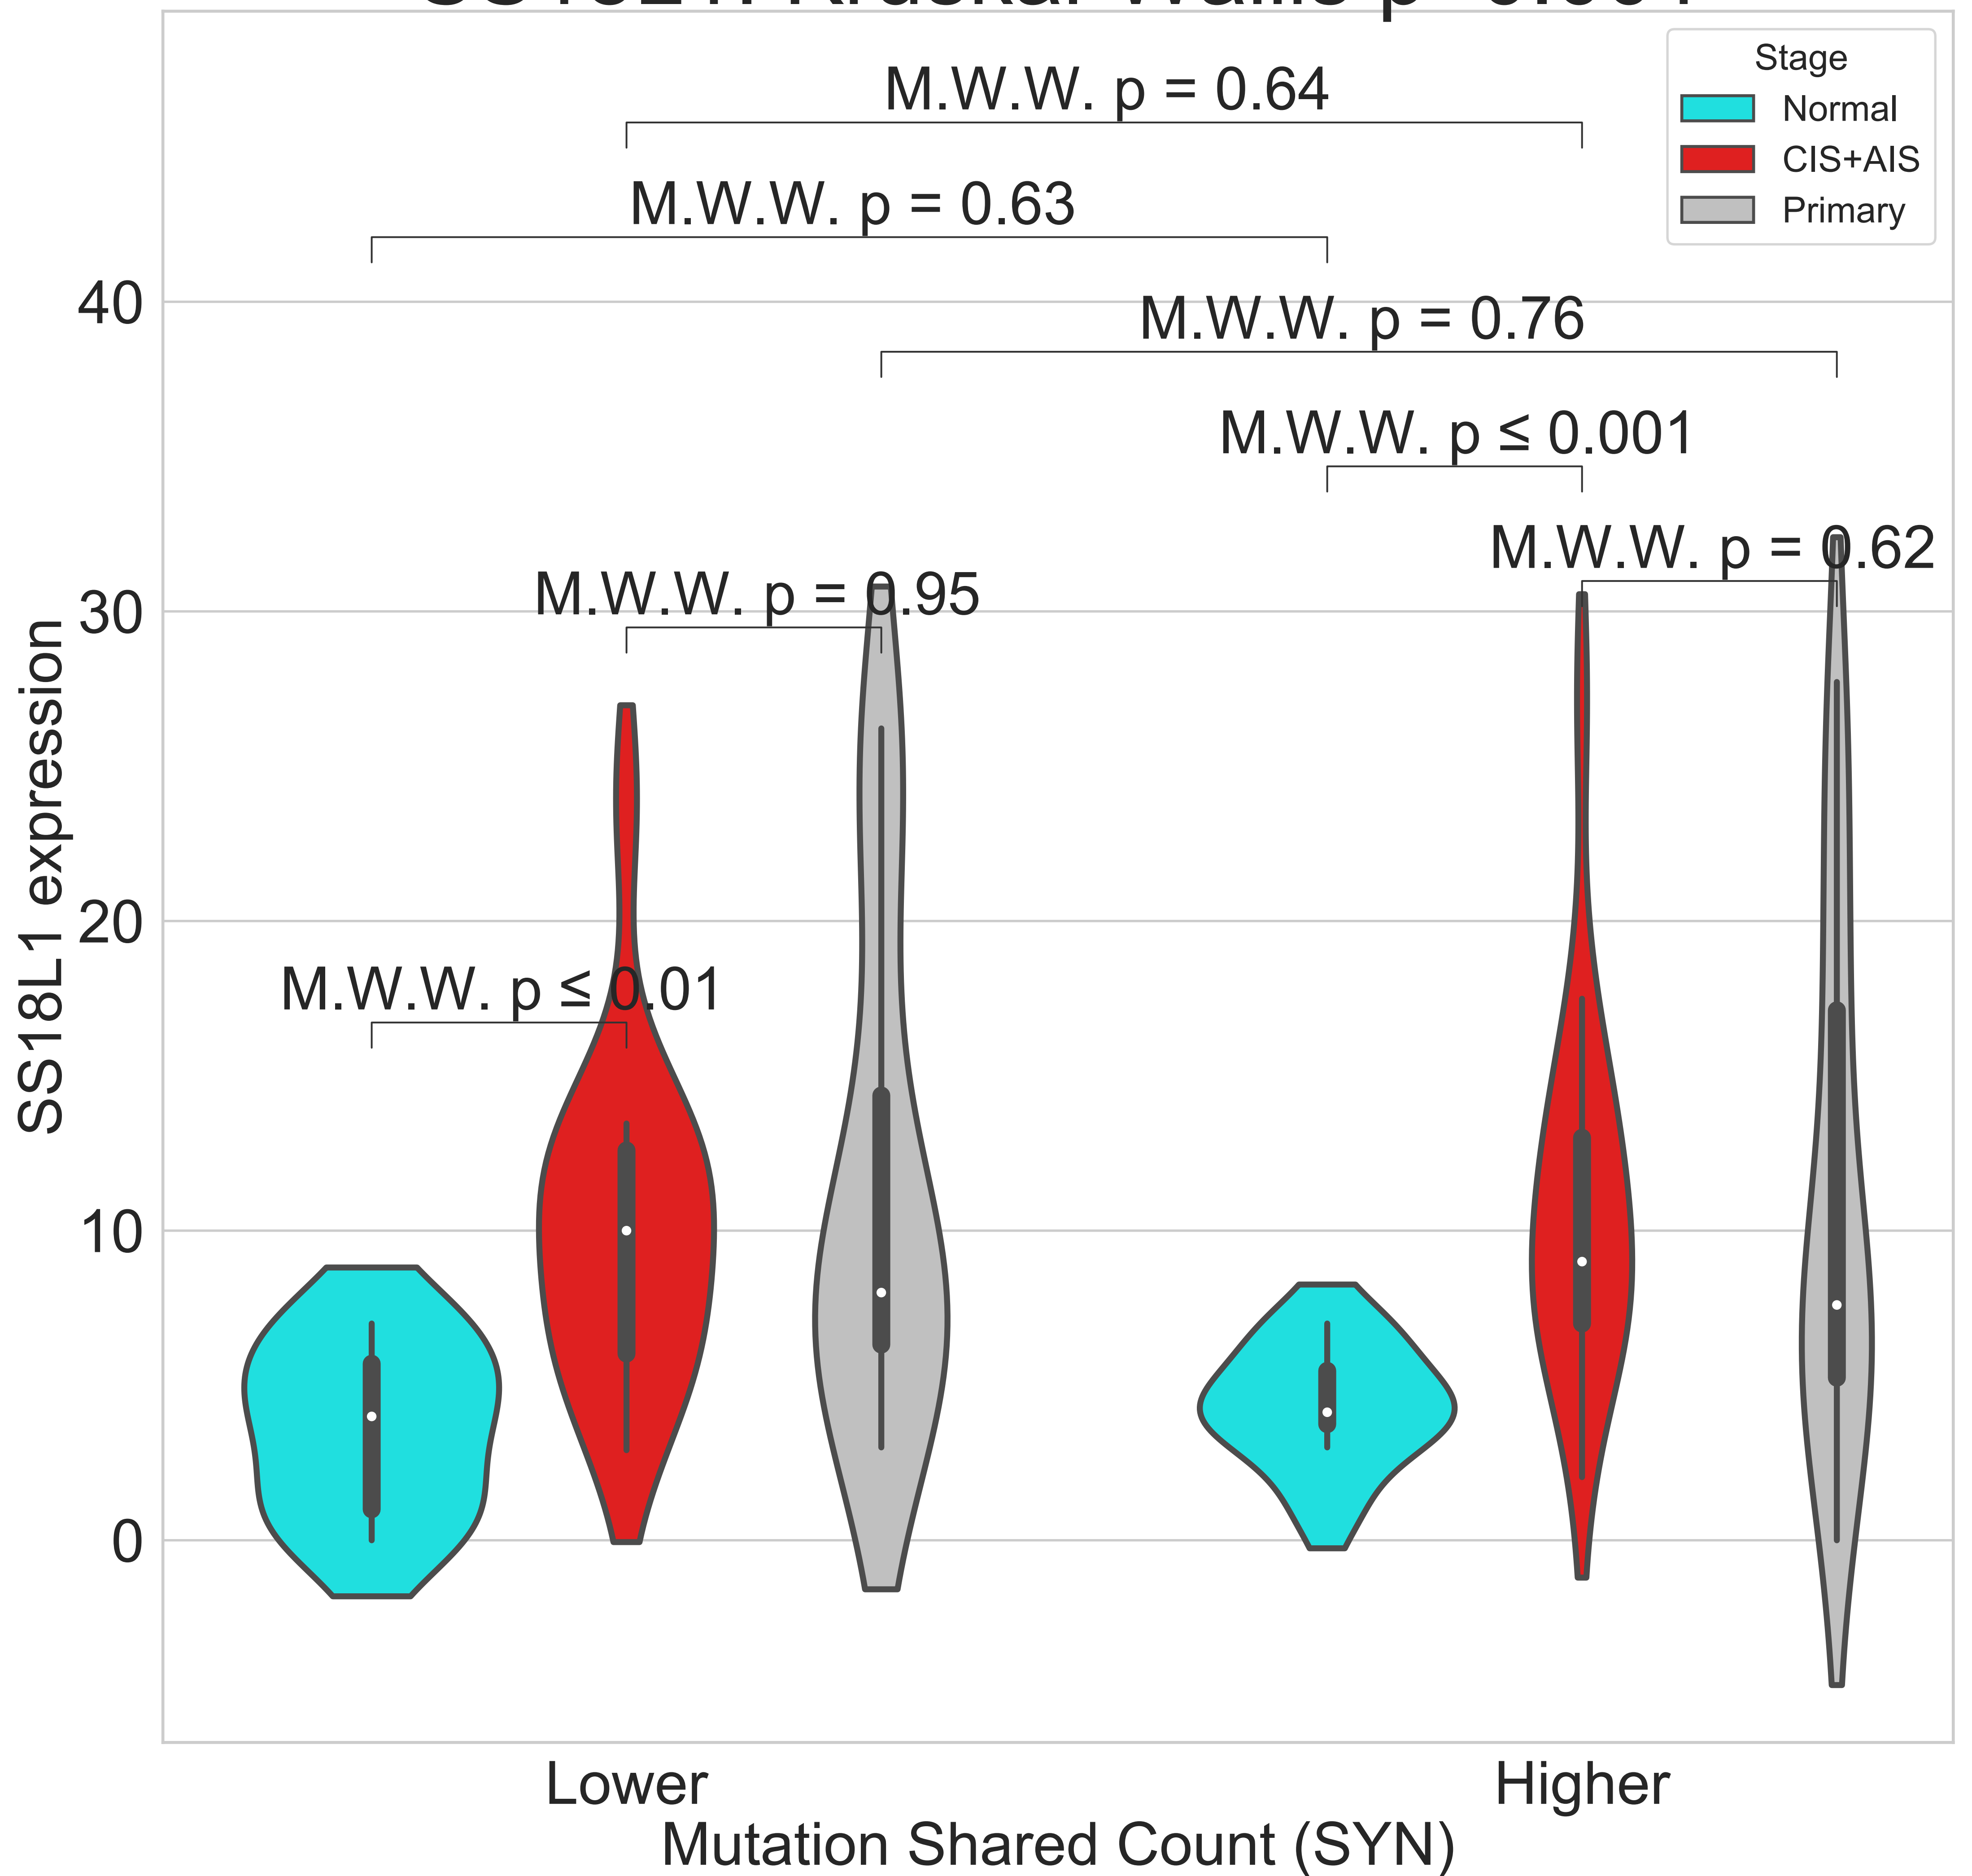 Stage
Normal
CIS+AIS
Primary
M.W.W. p = 0.64
M.W.W. p = 0.63
M.W.W. p = 0.76
M.W.W. p ≤ 0.001
M.W.W. p = 0.62
M.W.W. p = 0.95
M.W.W. p ≤ 0.01
40
30
20
10
0
SS18L1 expression
Lower
Higher
Mutation Shared Count (SYN)